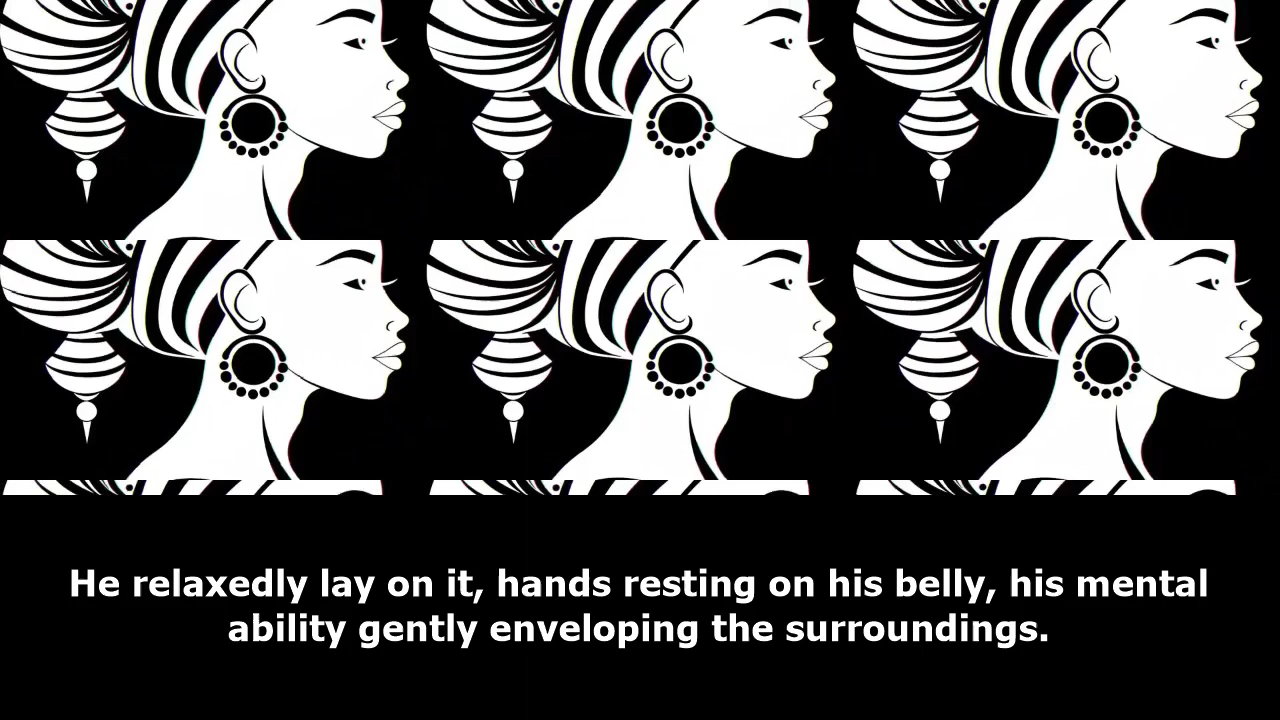 He relaxedly lay on it, hands resting on his belly, his mental
ability gently enveloping the surroundings.